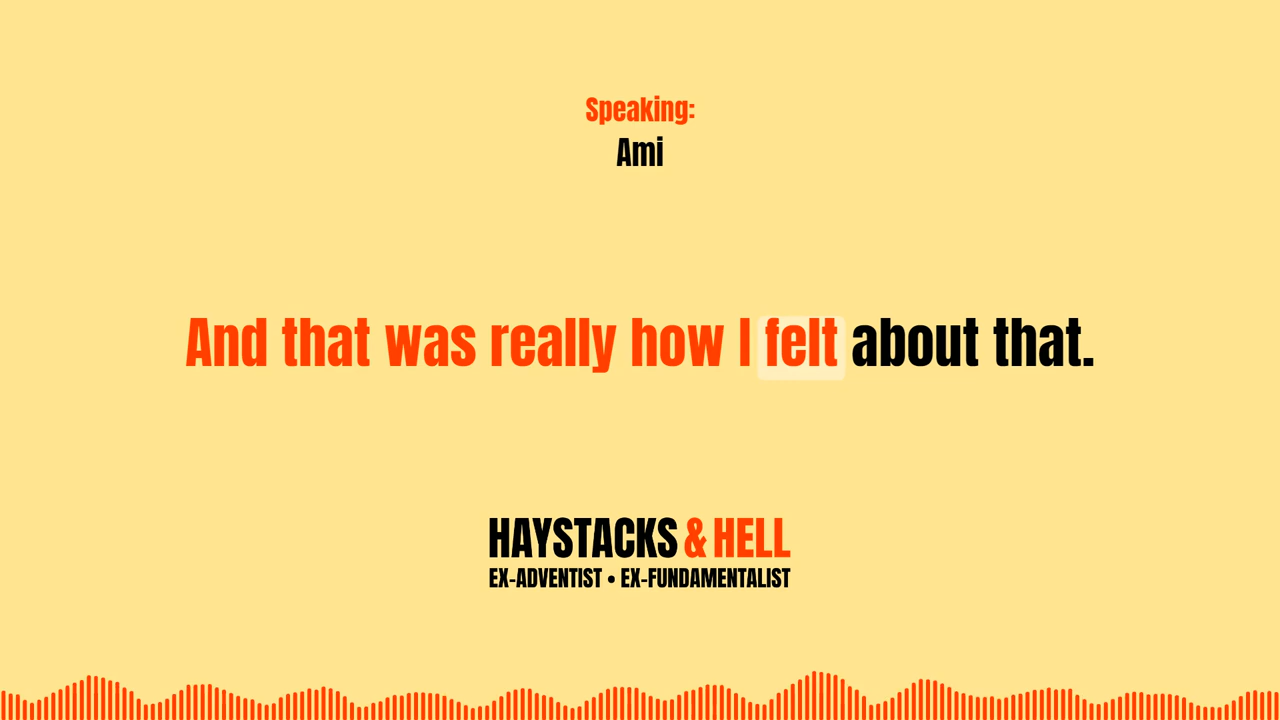 Speaking:
Ami
And that was really how I felt about that.
HAYSTACKS & HELL
EX-ADVENTIST • EX-FUNDAMENTALIST